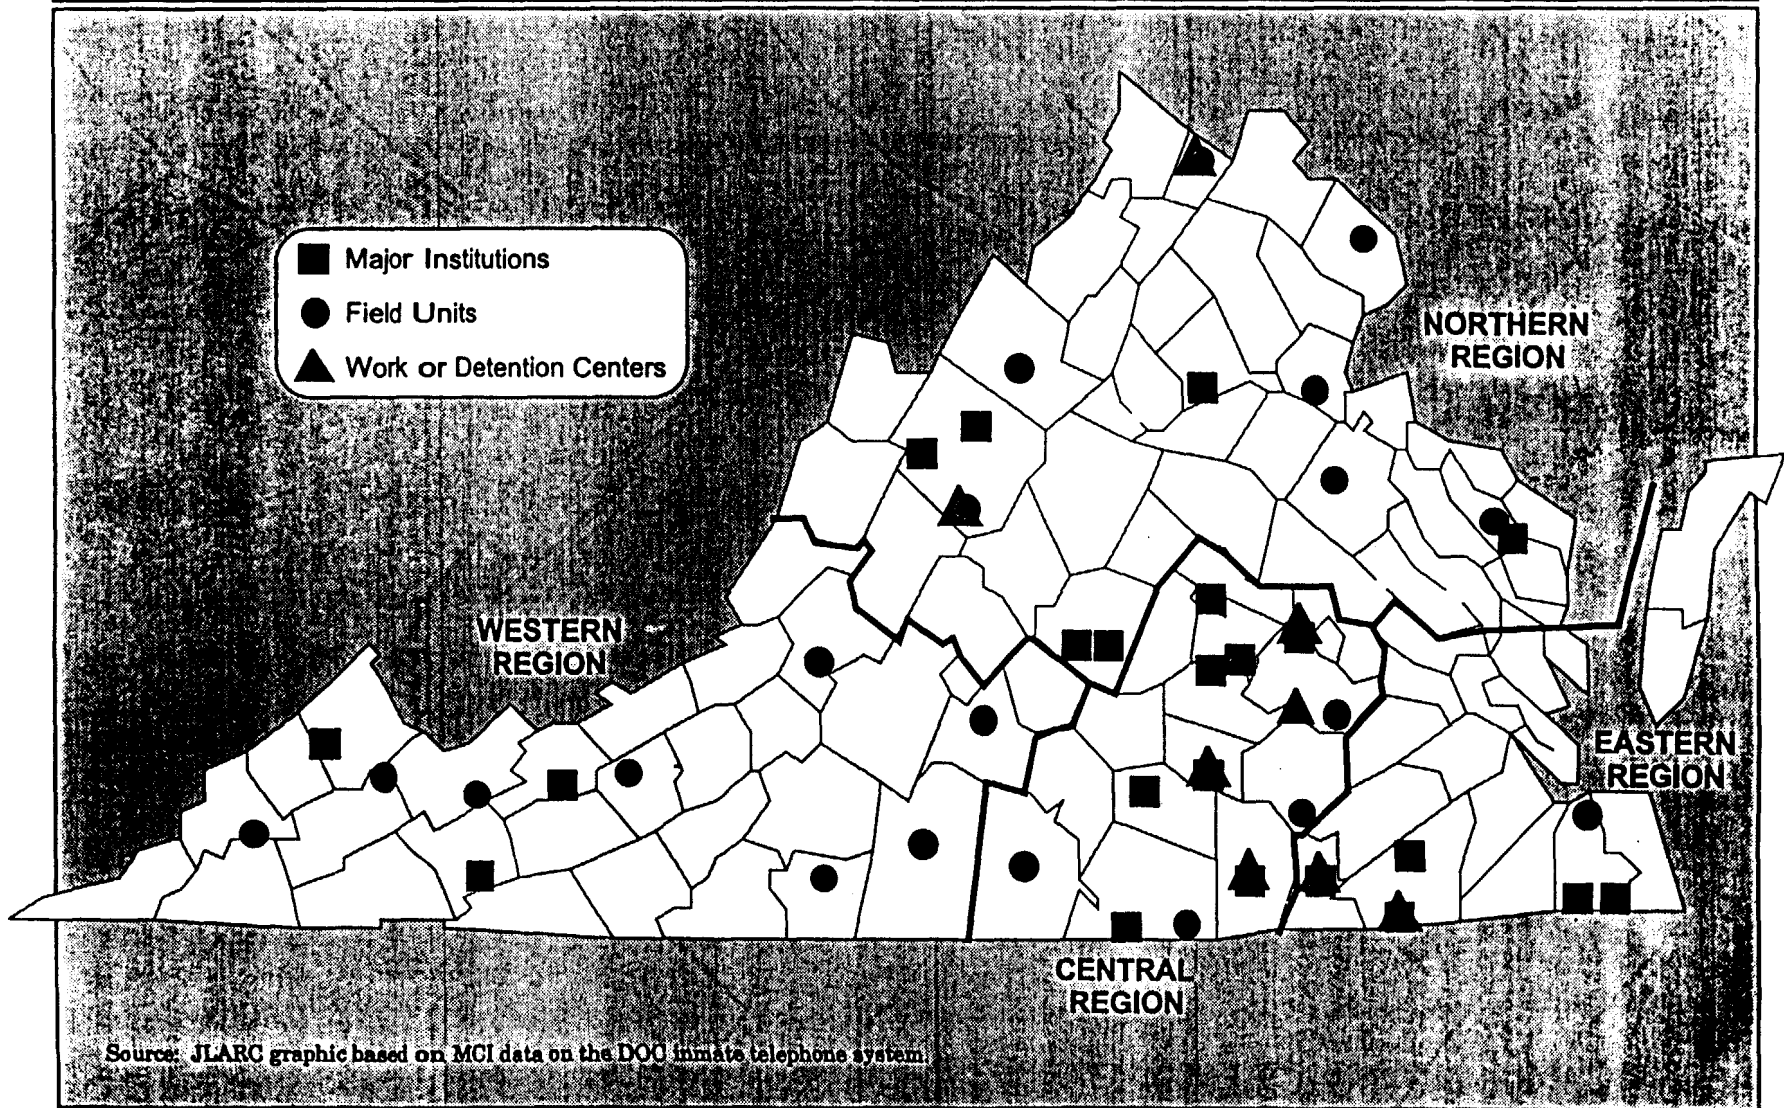 Major Institutions
Field Units
Work or Detention Centers
NORTHERN
REGION
WESTERN
REGION
EASTERN
REGION
CENTRAL
REGION
Source: JLARC graphic based on MCI data on the DOC inmate telephone system.